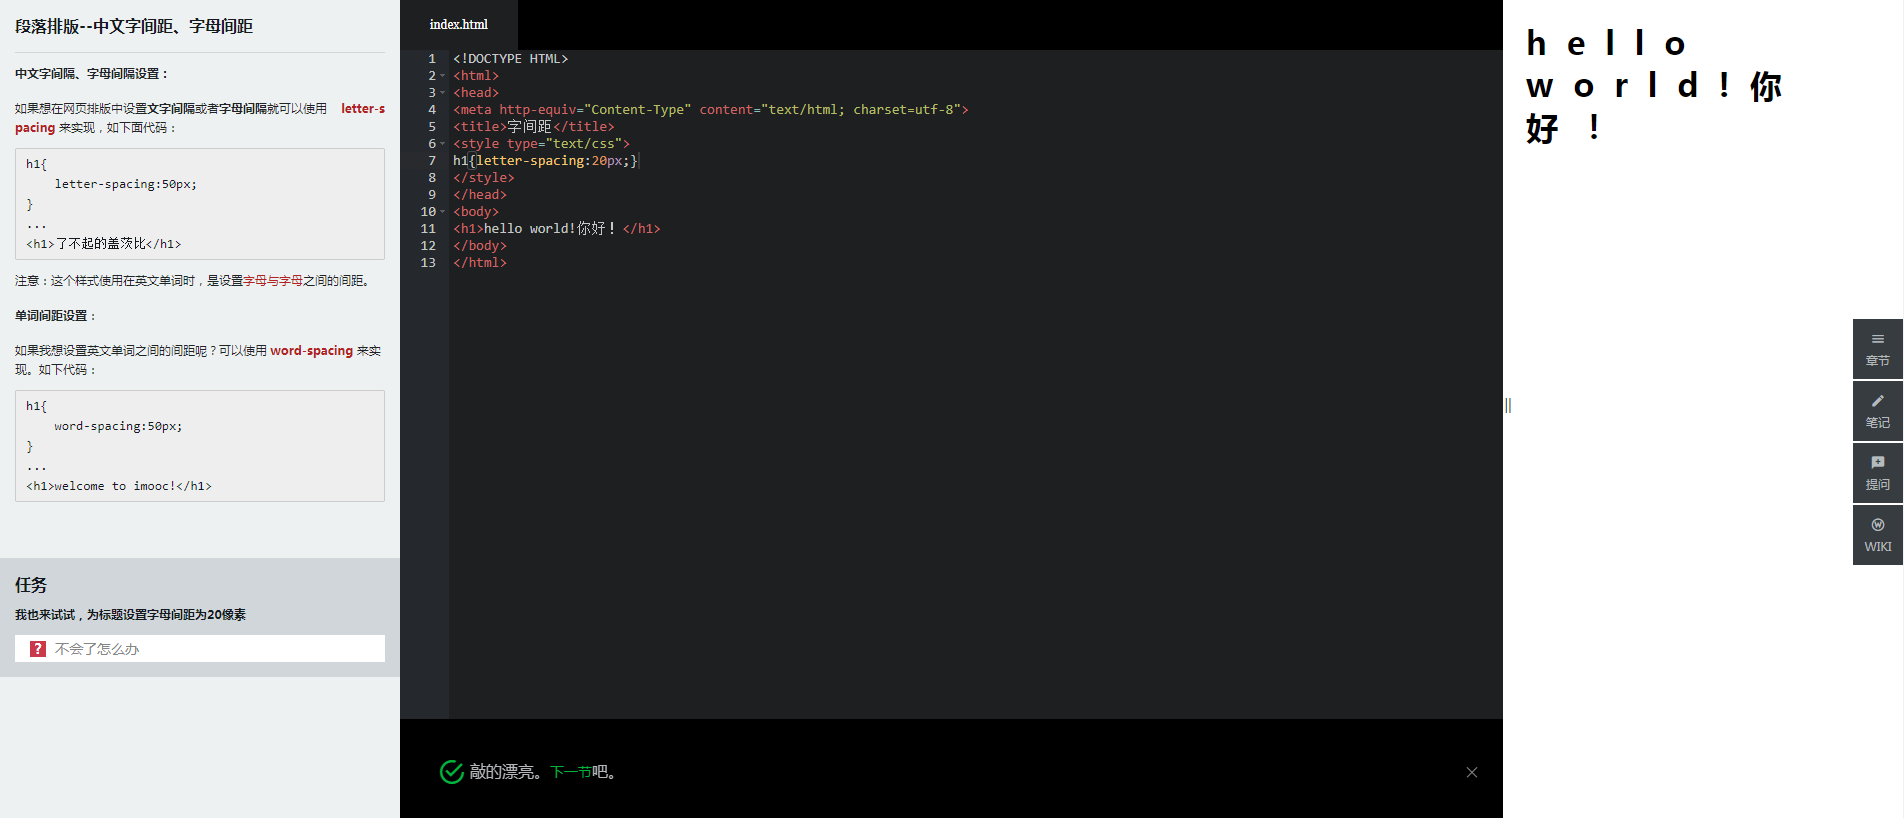 段落排版--中文字间距、字母间距
中文字间隔、字母间隔设置：
如果想在网页排版中设置文字间隔或者字母间隔就可以使用 letter-s
pacing 来实现，如下面代码：
h1{
    letter-spacing:50px;
}
...
<h1>了不起的盖茨比</h1>
注意：这个样式使用在英文单词时，是设置字母与字母之间的间距。
单词间距设置：
如果我想设置英文单词之间的间距呢？可以使用 word-spacing 来实
现。如下代码：
h1{
    word-spacing:50px;
}
...
<h1>welcome to imooc!</h1>
任务
我也来试试，为标题设置字母间距为20像素
? 不会了怎么办
index.html
1 <!DOCTYPE HTML>
2 <html>
3 <head>
4 <meta http-equiv="Content-Type" content="text/html; charset=utf-8">
5 <title>字间距</title>
6 <style type="text/css">
7 h1{letter-spacing:20px;}
8 </style>
9 </head>
10 <body>
11 <h1>hello world!你好！</h1>
12 </body>
13 </html>
敲的漂亮。下一节吧。
hello
world!你
好！
章节
笔记
提问
WIKI